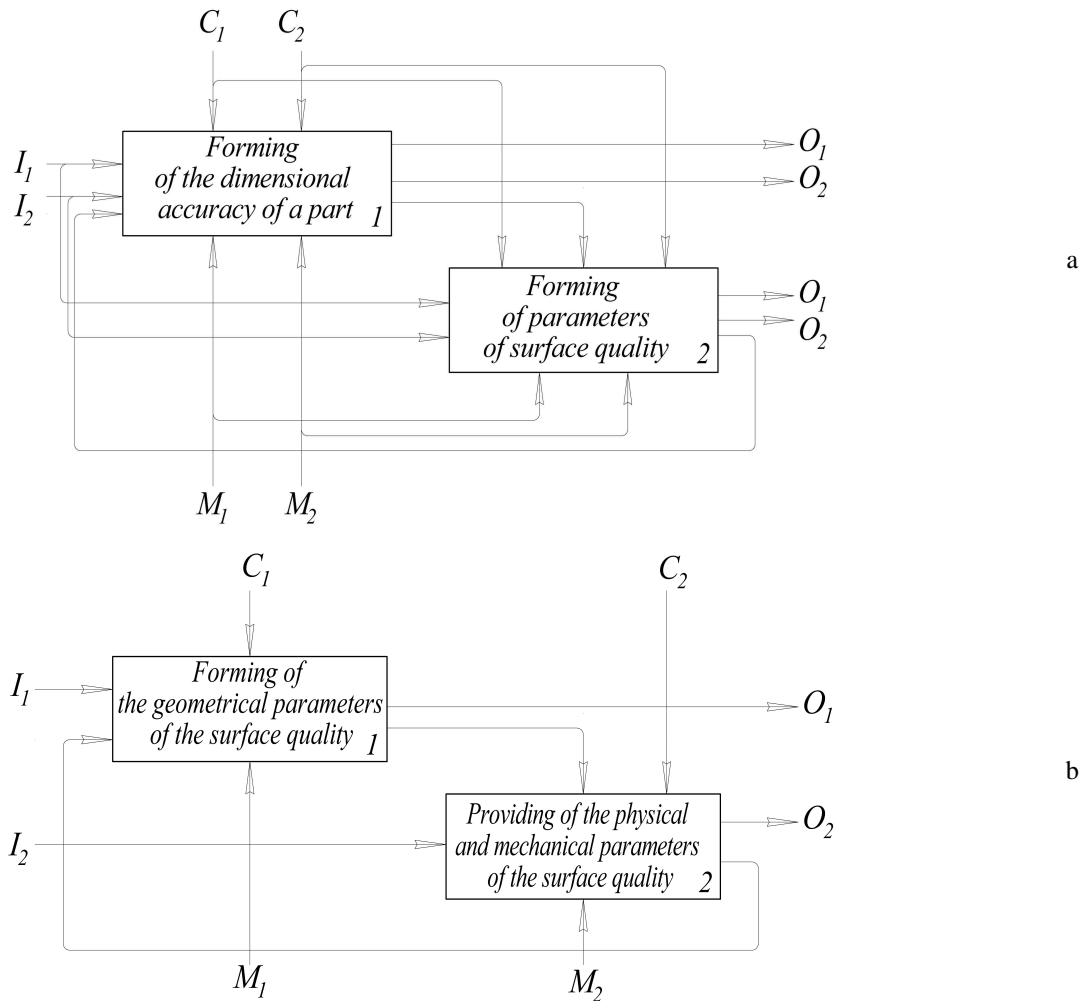 C1 C2
I1
I2
Forming
of the dimensional
accuracy of a part 1
O1
O2
Forming
of parameters
of surface quality 2
O1
O2
a
M1 M2
C1 C2
I1
Forming of
the geometrical parameters
of the surface quality 1
O1
b
I2
Providing of the physical
and mechanical parameters
of the surface quality 2
O2
M1 M2